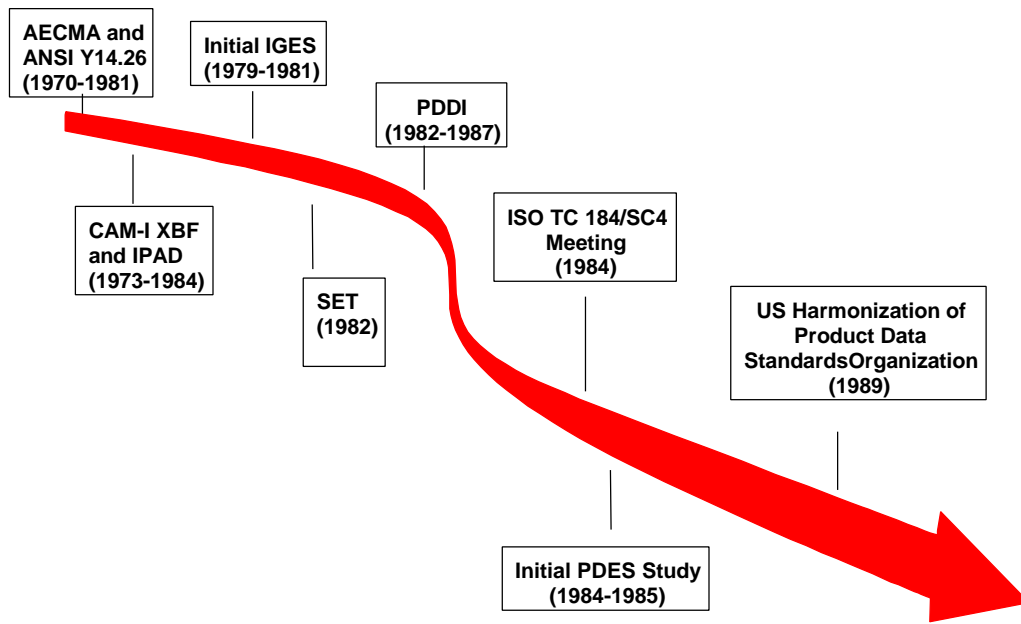 AECMA and
ANSI Y14.26
(1970-1981)
Initial IGES
(1979-1981)
PDDI
(1982-1987)
CAM-I XBF
and IPAD
(1973-1984)
SET
(1982)
ISO TC 184/SC4
Meeting
(1984)
US Harmonization of
Product Data
StandardsOrganization
(1989)
Initial PDES Study
(1984-1985)